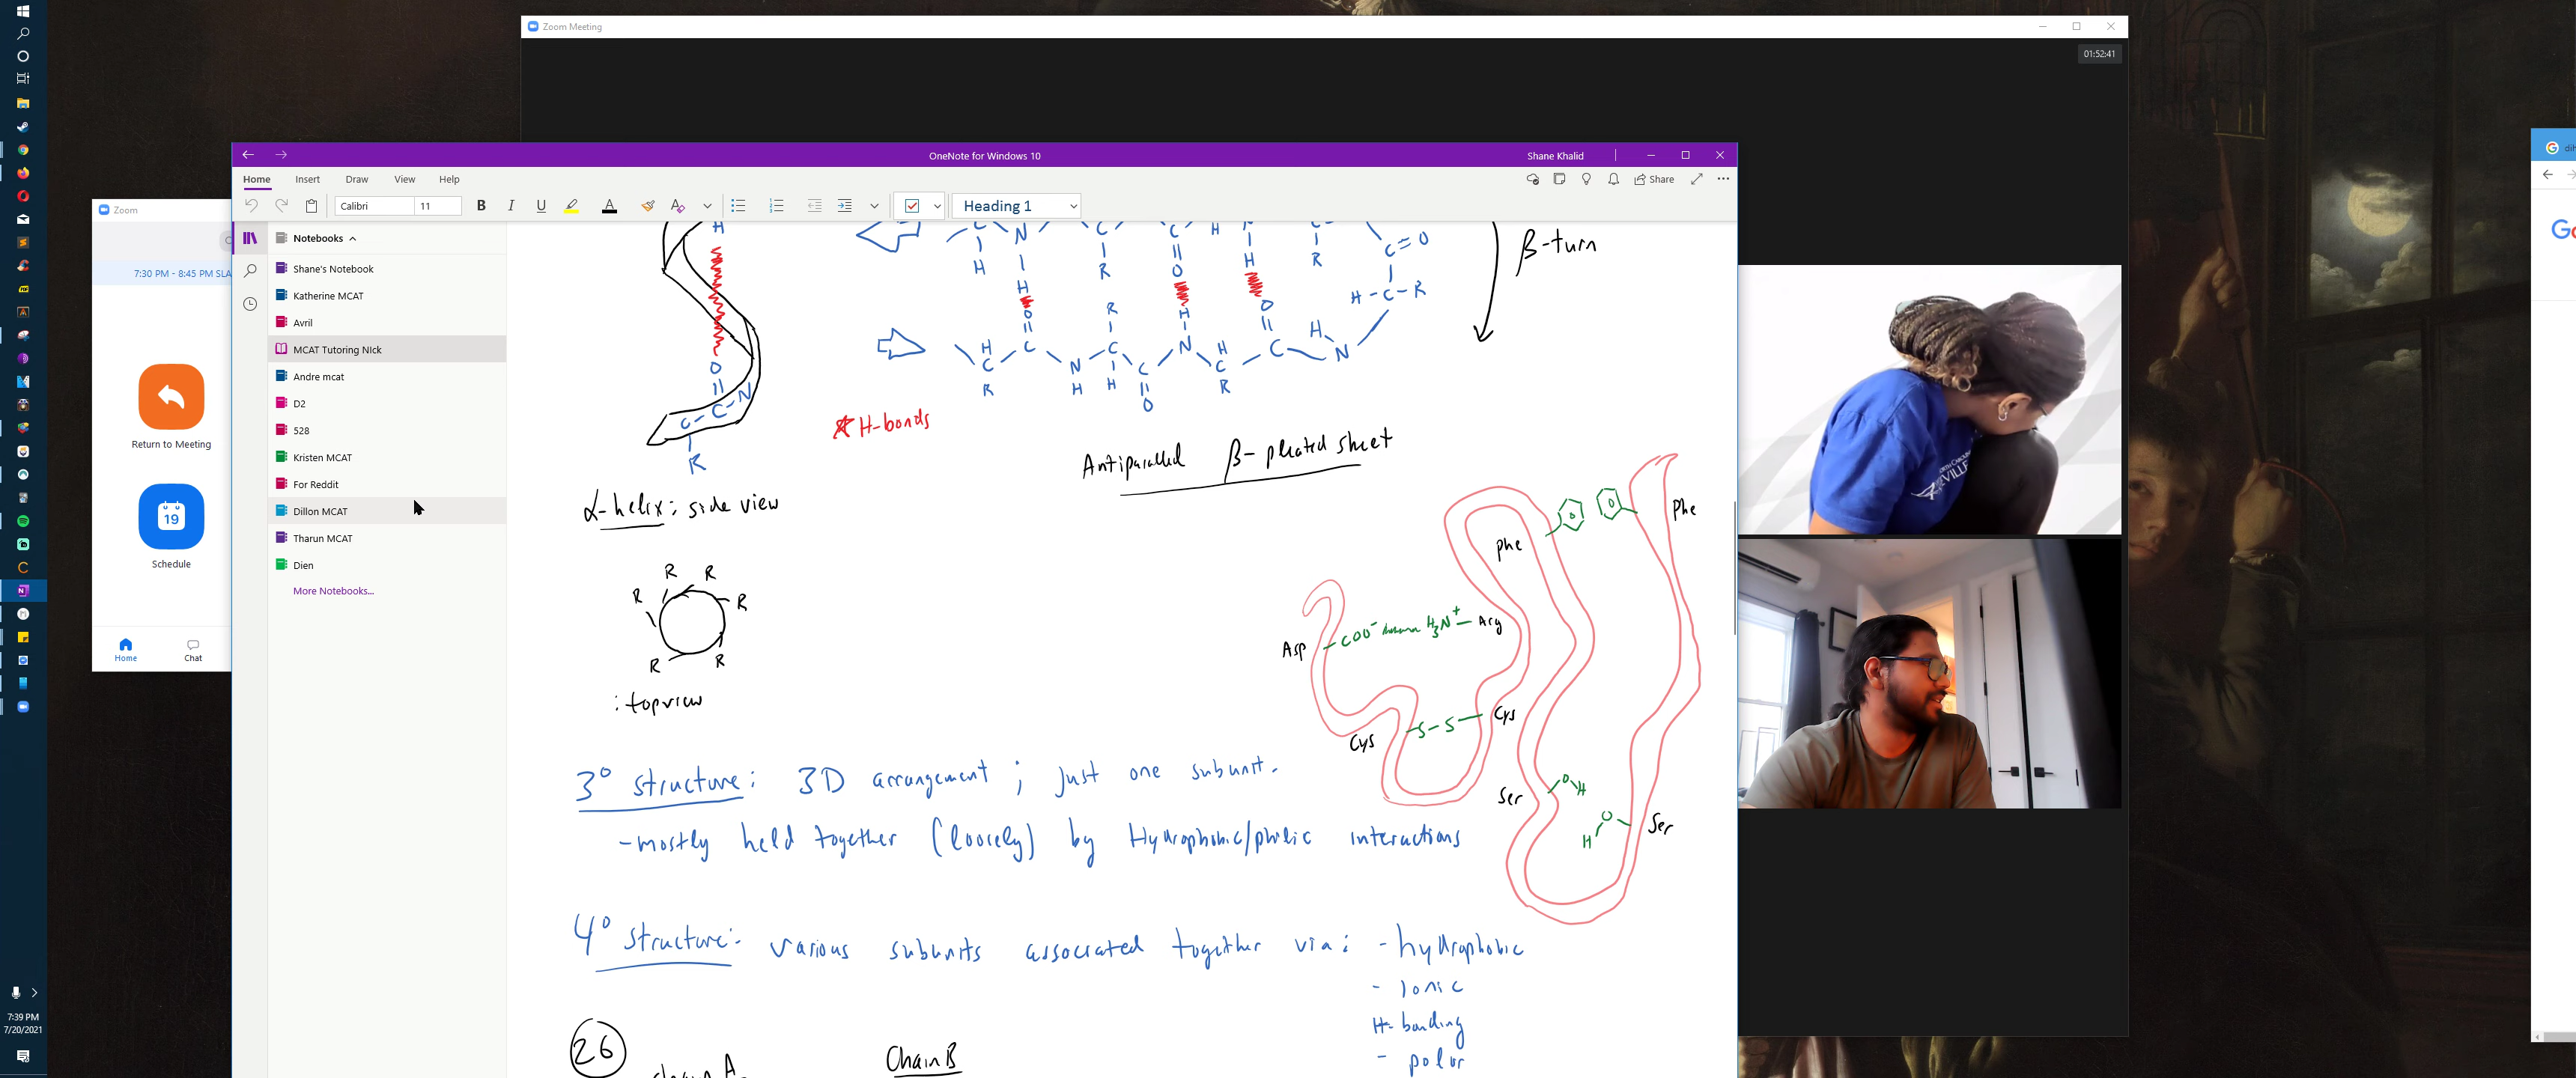 Zoom Meeting
01:52:41
OneNote for Windows 10
Shane Khalid
Home
Insert
Draw
View
Help
Share
Calibri
11
B
I
U
A
Heading 1
Zoom
7:30 PM - 8:45 PM SLA
Return to Meeting
19
Schedule
Home
Chat
Notebooks
Shane's Notebook
Katherine MCAT
Avril
MCAT Tutoring NIck
Andre mcat
D2
528
Kristen MCAT
For Reddit
Dillon MCAT
Tharun MCAT
Dien
More Notebooks...
β-turn
H-bonds
Antiparallel β-pleated sheet
α-helix: side view
R R
R R
R R
: top view
Phe
Phe
Asp COO⁻ H₃N⁺ Arg
Cys S-S Cys
Ser OH
H O Ser
3° structure: 3D arrangement; just one subunit.
-mostly held together (loosely) by Hydrophobic/philic interactions
4° structure: various subunits associated together via: - hydrophobic
- Ionic
H-bonding
- polar
26
chain A
Chain B
7:39 PM
7/20/2021